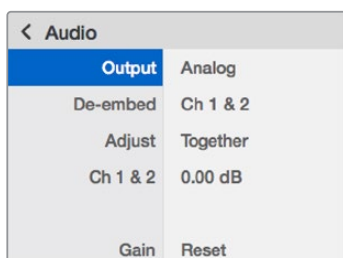 < Audio
Output Analog
De-embed Ch 1 & 2
Adjust Together
Ch 1 & 2 0.00 dB
Gain Reset